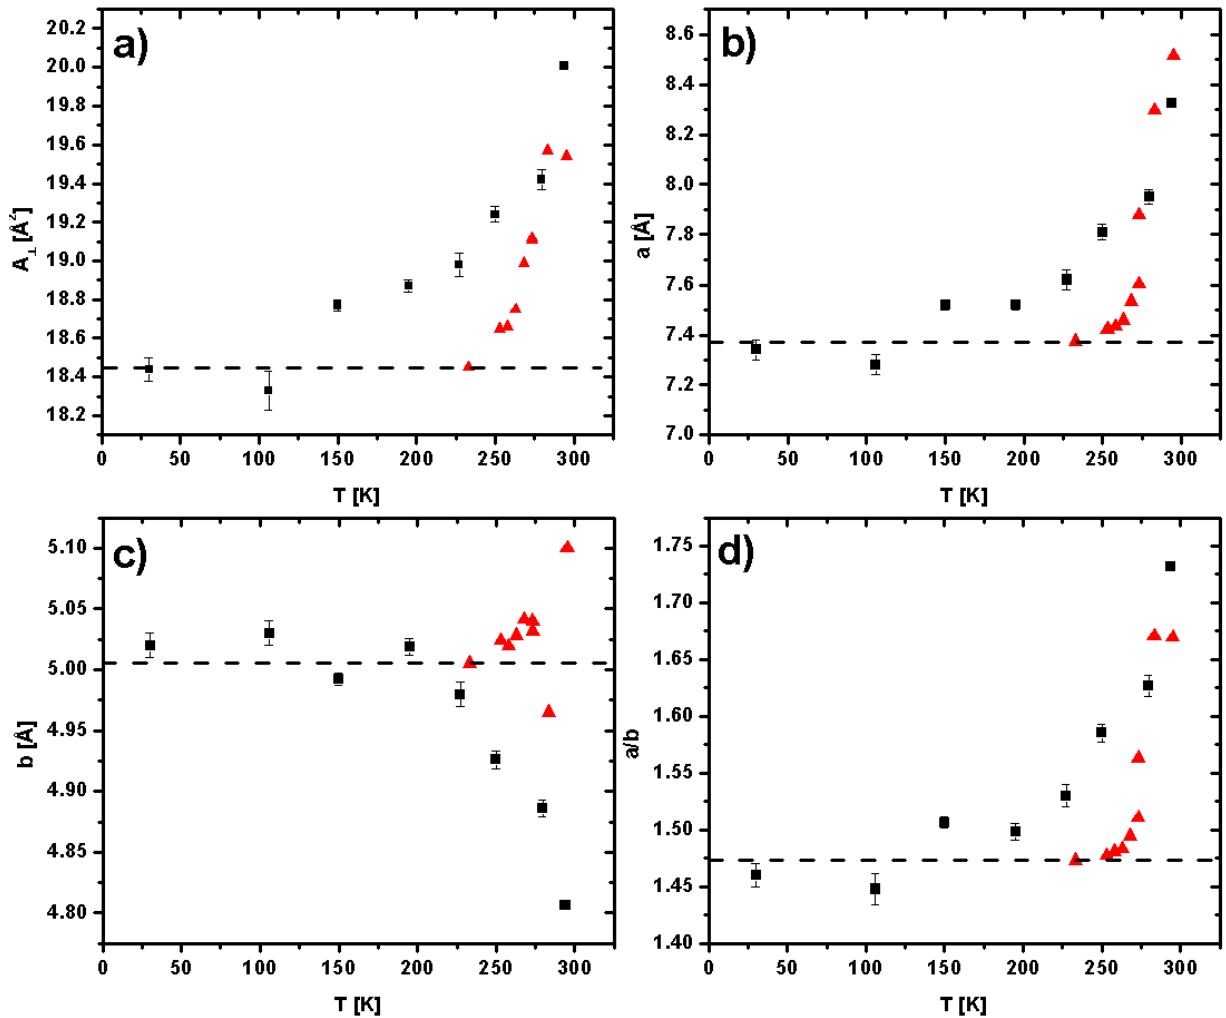 a)
20.2
20.0
19.8
19.6
19.4
19.2
19.0
18.8
18.6
18.4
18.2
A⊥ [Å²]
0 50 100 150 200 250 300
T [K]
b)
8.6
8.4
8.2
8.0
7.8
7.6
7.4
7.2
7.0
a [Å]
0 50 100 150 200 250 300
T [K]
c)
5.10
5.05
5.00
4.95
4.90
4.85
4.80
b [Å]
0 50 100 150 200 250 300
T [K]
d)
1.75
1.70
1.65
1.60
1.55
1.50
1.45
1.40
a/b
0 50 100 150 200 250 300
T [K]